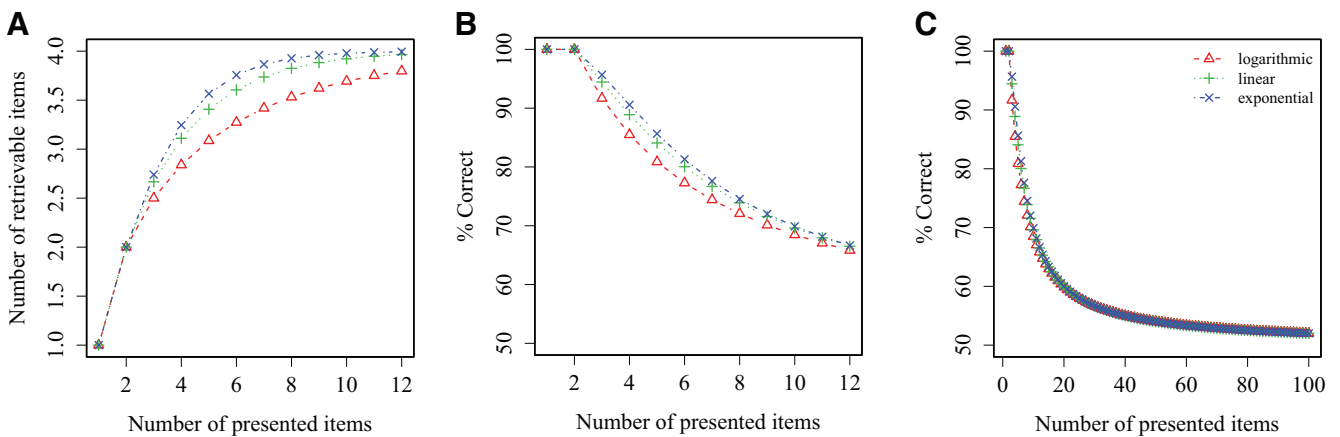 A
Number of retrievable items
4.0
3.5
3.0
2.5
2.0
1.5
1.0
2 4 6 8 10 12
Number of presented items
B
% Correct
100
90
80
70
60
50
2 4 6 8 10 12
Number of presented items
C
% Correct
100
90
80
70
60
50
0 20 40 60 80 100
Number of presented items
logarithmic
linear
exponential